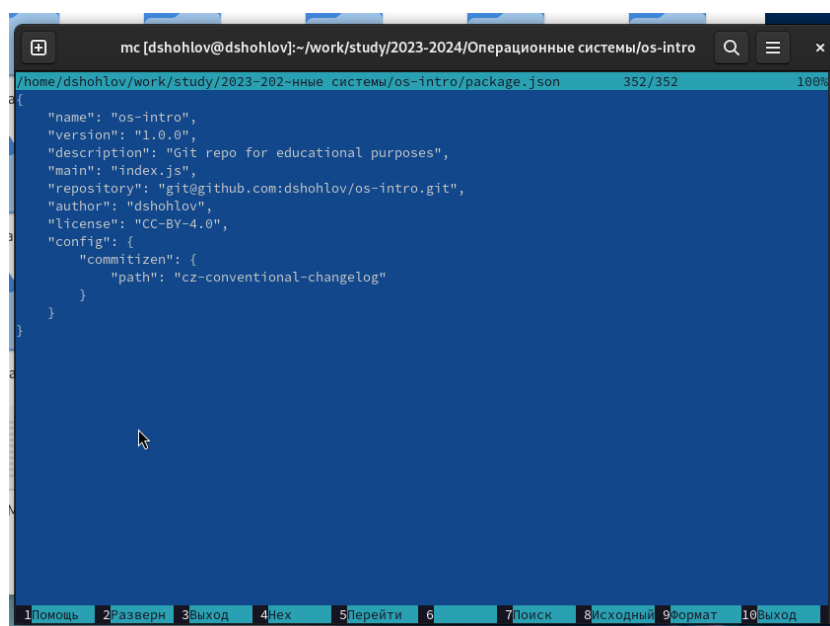 mc [dshohlov@dshohlov]:~/work/study/2023-2024/Операционные системы/os-intro
/home/dshohlov/work/study/2023-202~нные системы/os-intro/package.json 352/352 100%
{
    "name": "os-intro",
    "version": "1.0.0",
    "description": "Git repo for educational purposes",
    "main": "index.js",
    "repository": "git@github.com:dshohlov/os-intro.git",
    "author": "dshohlov",
    "license": "CC-BY-4.0",
    "config": {
        "commitizen": {
            "path": "cz-conventional-changelog"
        }
    }
}
1Помощь 2Разверн 3Выход 4Hex 5Перейти 6 7Поиск 8Исходный 9Формат 10Выход